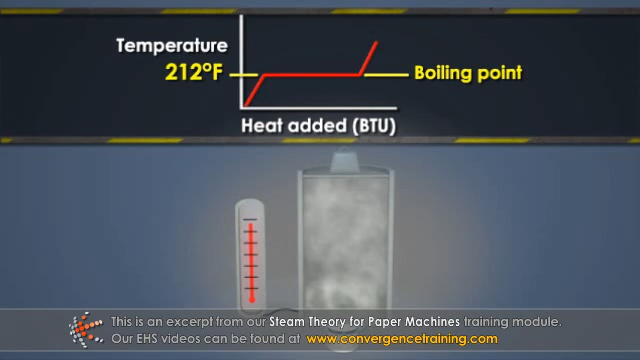 Temperature
212°F
Boiling point
Heat added (BTU)
This is an excerpt from our Steam Theory for Paper Machines training module.
Our EHS videos can be found at www.convergencetraining.com